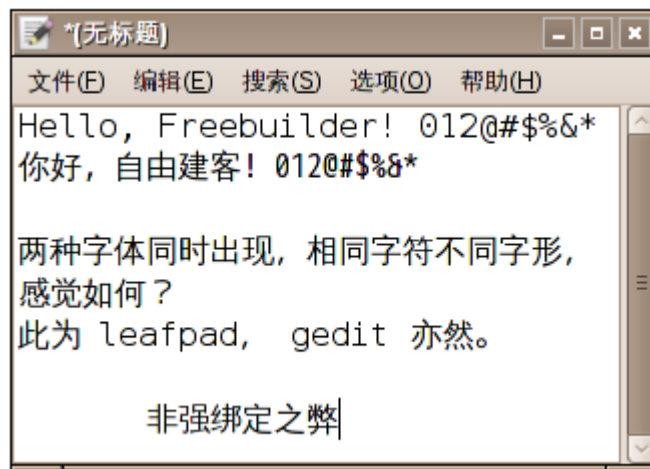 *(无标题)
文件(F) 编辑(E) 搜索(S) 选项(O) 帮助(H)
Hello, Freebuilder! 012@#$%&*
你好，自由建客! 012@#$%&*
两种字体同时出现，相同字符不同字形，
感觉如何？
此为 leafpad， gedit 亦然。
非强绑定之弊